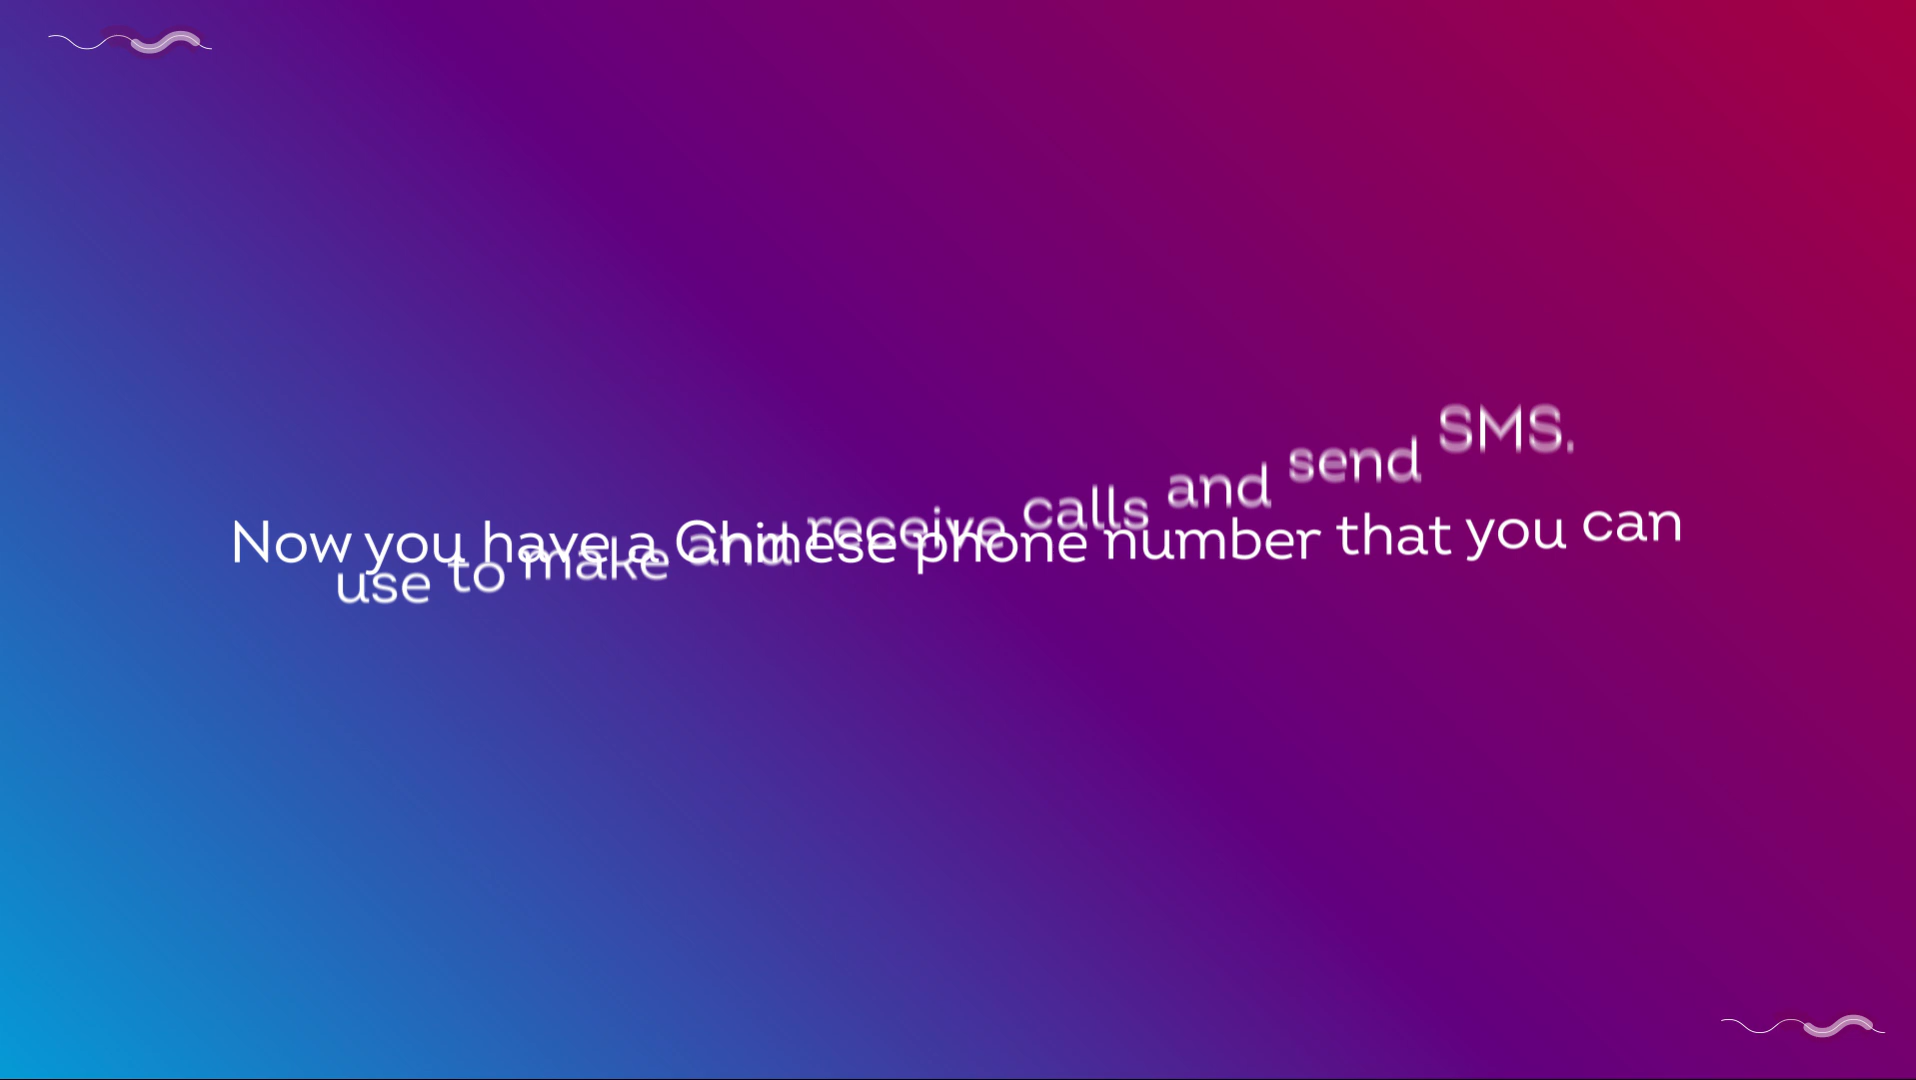 Now you have a Chinese phone number that you can
use to make and receive calls and send SMS.